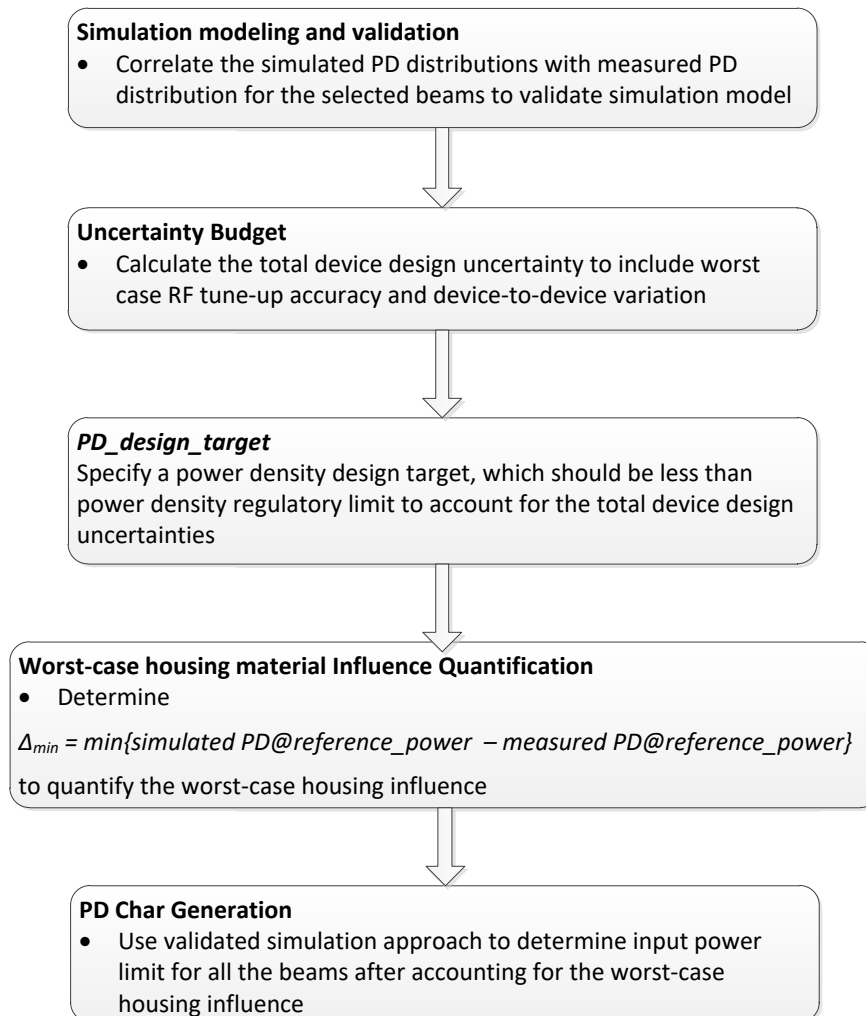 Simulation modeling and validation
• Correlate the simulated PD distributions with measured PD
distribution for the selected beams to validate simulation model
Uncertainty Budget
• Calculate the total device design uncertainty to include worst
case RF tune-up accuracy and device-to-device variation
PD_design_target
Specify a power density design target, which should be less than
power density regulatory limit to account for the total device design
uncertainties
Worst-case housing material Influence Quantification
• Determine
Δmin = min{simulated PD@reference_power – measured PD@reference_power}
to quantify the worst-case housing influence
PD Char Generation
• Use validated simulation approach to determine input power
limit for all the beams after accounting for the worst-case
housing influence